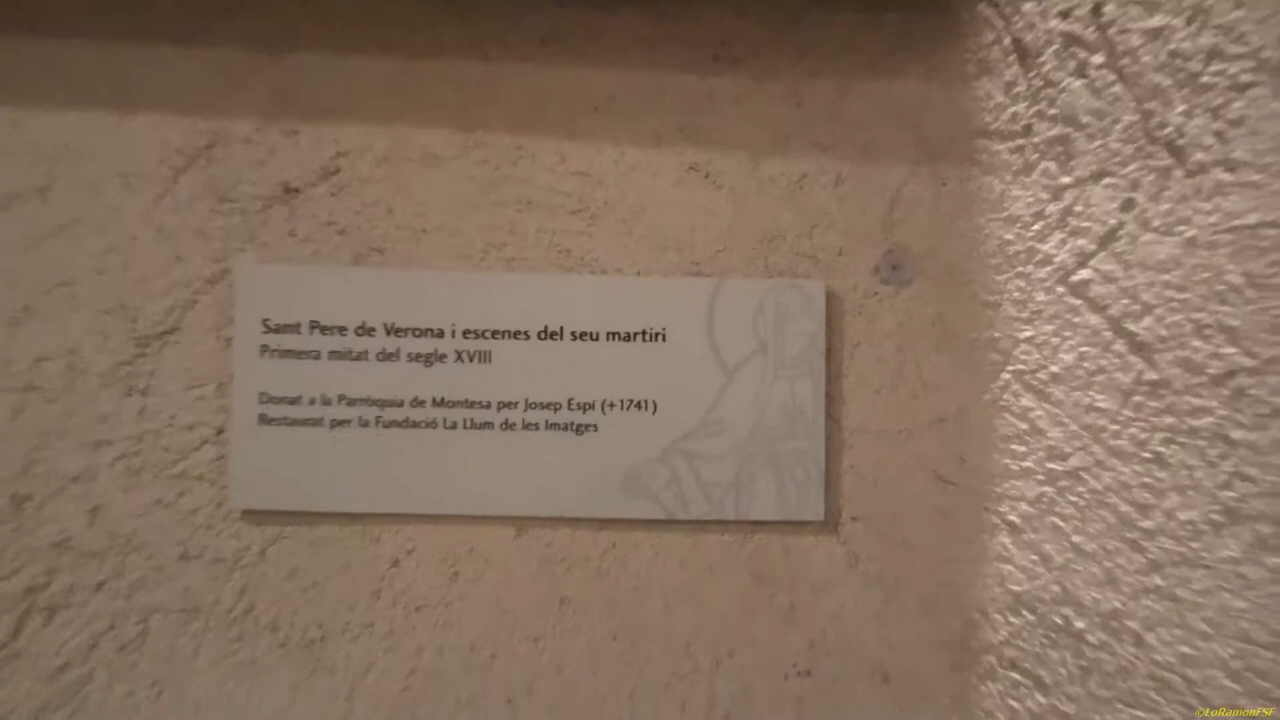 Sant Pere de Verona i escenes del seu martiri
Primera mitat del segle XVIII
Donat a la Parròquia de Montesa per Josep Espí (+1741)
Restaurat per la Fundació La Llum de les Imatges
©LoRamonFSF